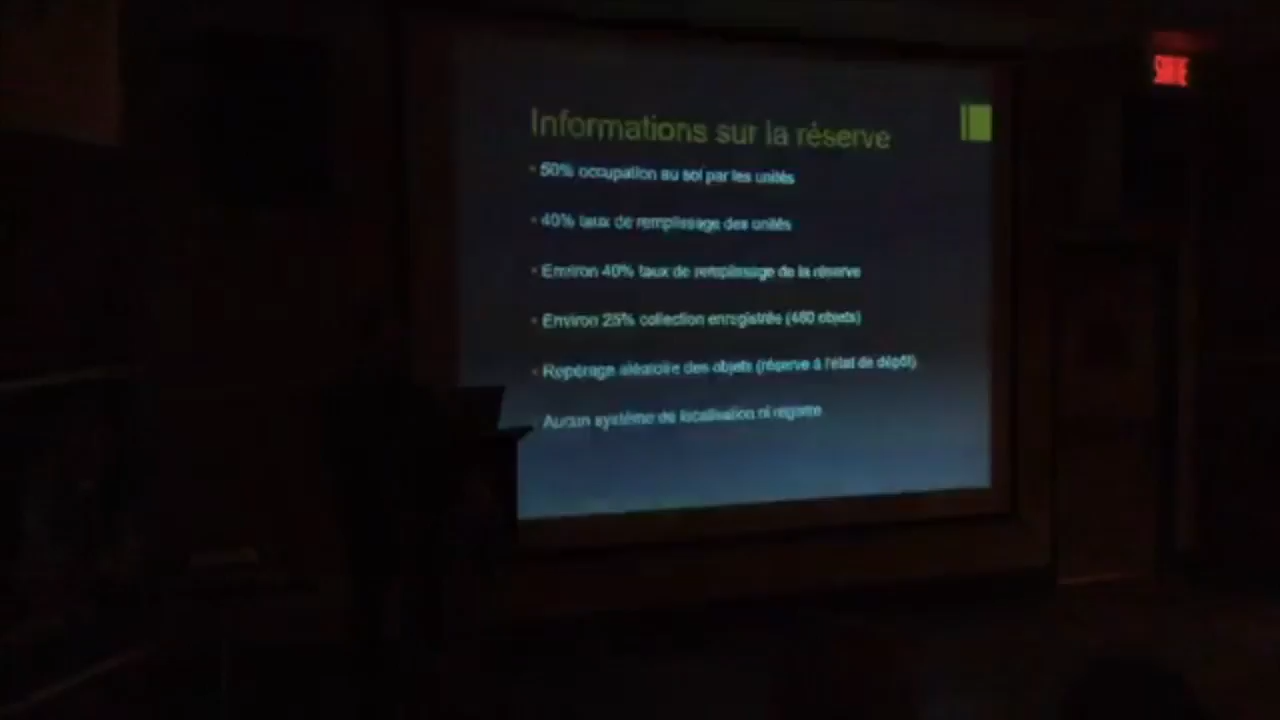 Informations sur la réserve
50% occupation au sol par les unités
40% taux de remplissage des unités
Environ 40% taux de remplissage de la réserve
Environ 25% collection enregistrée (460 objets)
Repérage aléatoire des objets (réserve à l'état de dépôt)
Aucun système de localisation ni registre